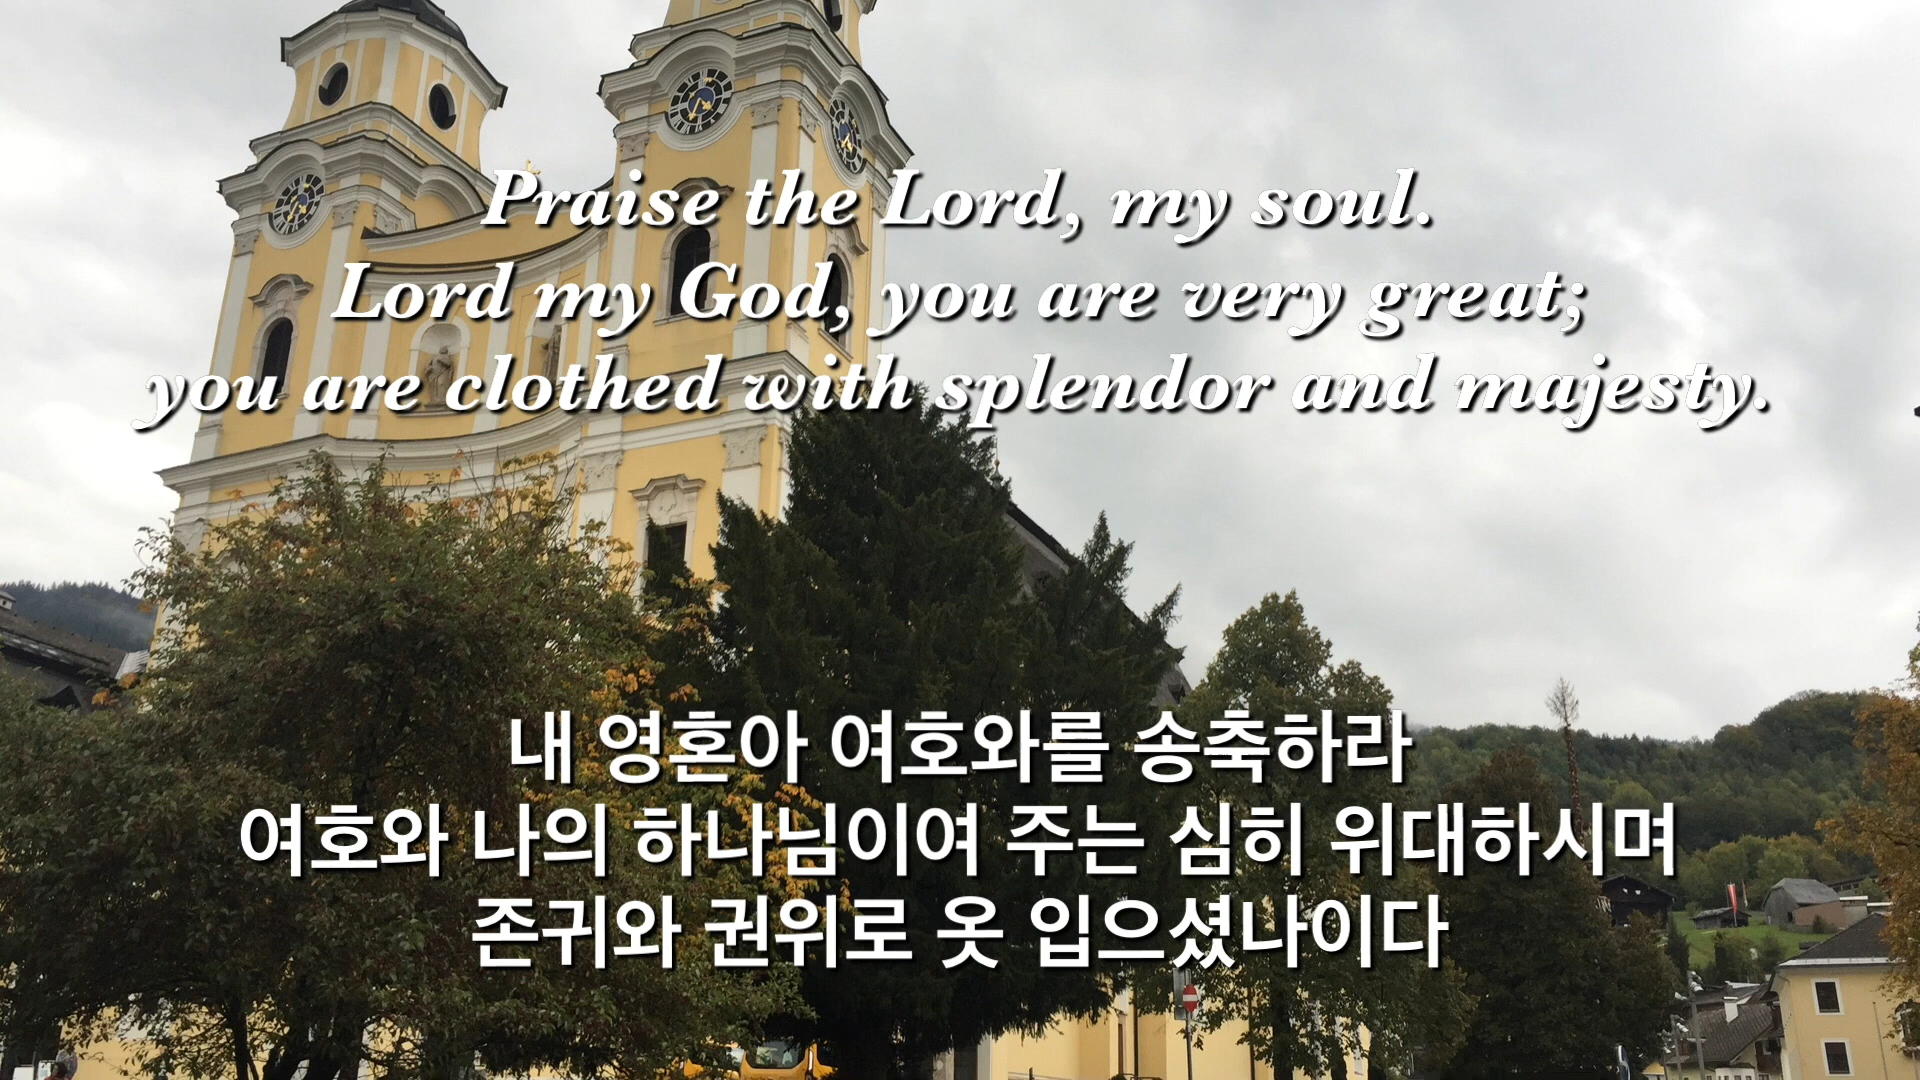 Praise the Lord, my soul.
Lord my God, you are very great;
you are clothed with splendor and majesty.
내 영혼아 여호와를 송축하라
여호와 나의 하나님이여 주는 심히 위대하시며
존귀와 권위로 옷 입으셨나이다